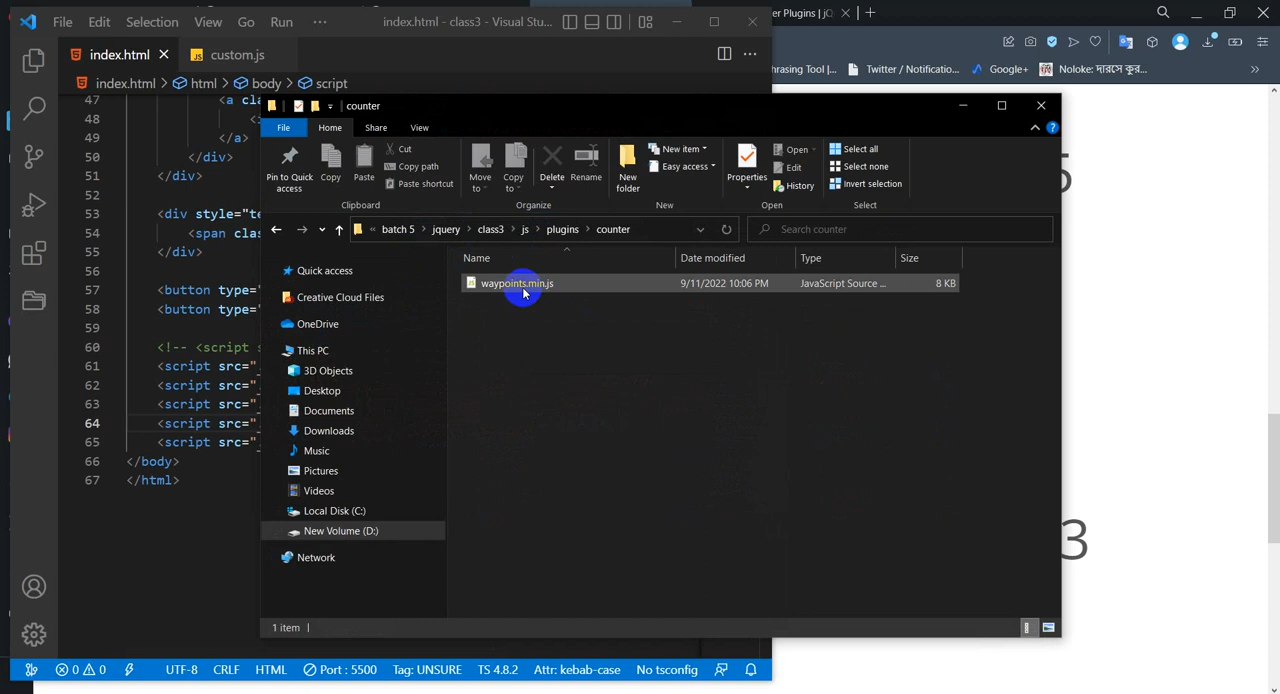 File Edit Selection View Go Run ··· index.html - class3 - Visual Stu...
er Plugins | jQ
index.html
custom.js
index.html > html > body > script
hrasing Tool |...
Twitter / Notificatio...
Google+
Noloke: দারসে কুর...
47 <a cla
48 <i
49 </a>
50 </div>
51 </div>
52
53 <div style="te
54 <span clas
55 </div>
56
57 <button type=
58 <button type=
59
60 <!-- <script s
61 <script src="
62 <script src="
63 <script src="
64 <script src="
65 <script src="
66 </body>
67 </html>
counter
File Home Share View
Pin to Quick access
Copy
Paste
Cut
Copy path
Paste shortcut
Clipboard
Move to
Copy to
Delete
Rename
Organize
New folder
New item
Easy access
New
Properties
Open
Edit
History
Open
Select all
Select none
Invert selection
Select
« batch 5 > jquery > class3 > js > plugins > counter
Search counter
Name Date modified Type Size
waypoints.min.js 9/11/2022 10:06 PM JavaScript Source ... 8 KB
Quick access
Creative Cloud Files
OneDrive
This PC
3D Objects
Desktop
Documents
Downloads
Music
Pictures
Videos
Local Disk (C:)
New Volume (D:)
Network
1 item
5
3
0 0 UTF-8 CRLF HTML Port : 5500 Tag: UNSURE TS 4.8.2 Attr: kebab-case No tsconfig